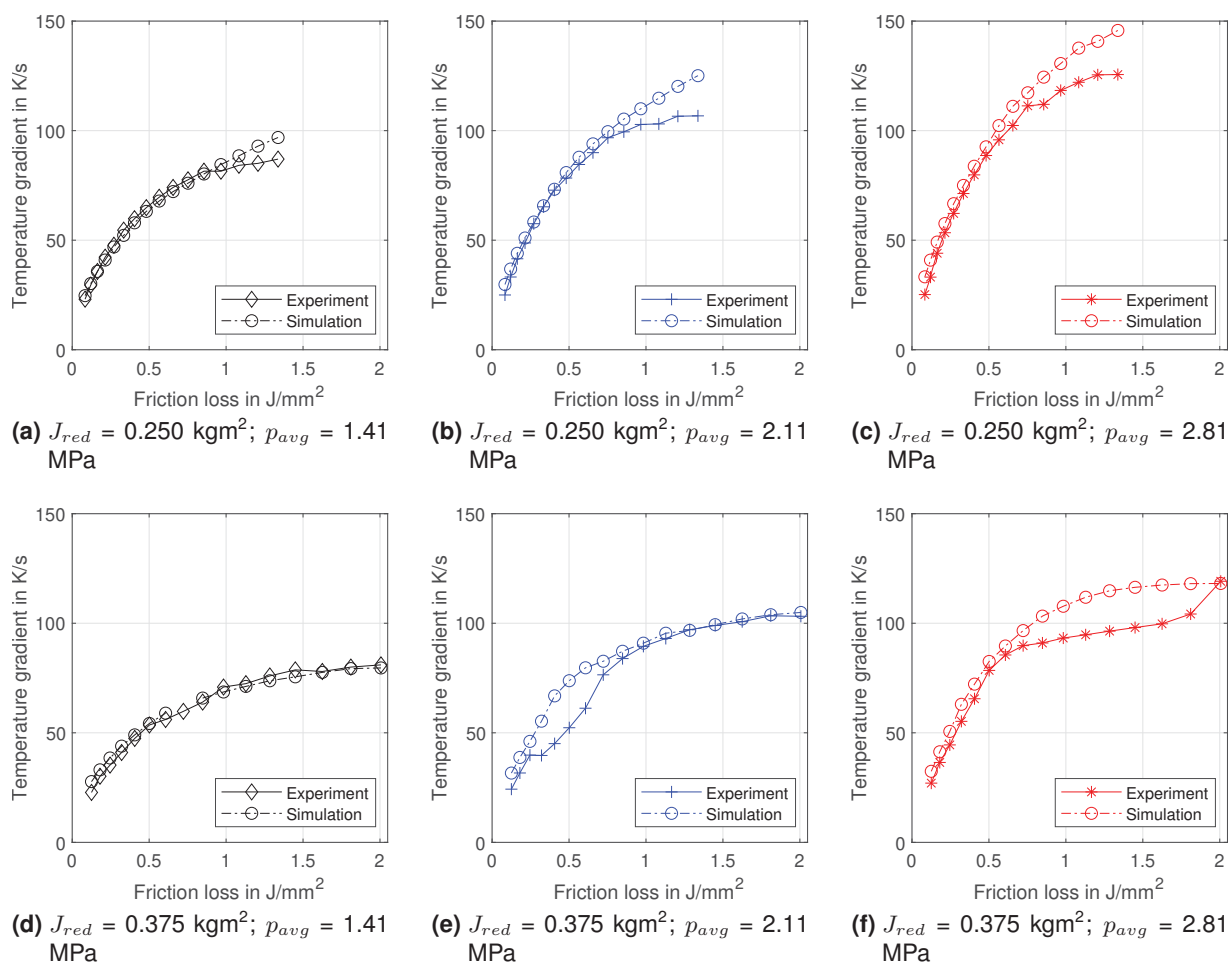 150
100
50
0
0 0.5 1 1.5 2
Temperature gradient in K/s
Friction loss in J/mm²
Experiment
Simulation
(a) J_red = 0.250 kgm²; p_avg = 1.41
MPa
150
100
50
0
0 0.5 1 1.5 2
Temperature gradient in K/s
Friction loss in J/mm²
Experiment
Simulation
(b) J_red = 0.250 kgm²; p_avg = 2.11
MPa
150
100
50
0
0 0.5 1 1.5 2
Temperature gradient in K/s
Friction loss in J/mm²
Experiment
Simulation
(c) J_red = 0.250 kgm²; p_avg = 2.81
MPa
150
100
50
0
0 0.5 1 1.5 2
Temperature gradient in K/s
Friction loss in J/mm²
Experiment
Simulation
(d) J_red = 0.375 kgm²; p_avg = 1.41
MPa
150
100
50
0
0 0.5 1 1.5 2
Temperature gradient in K/s
Friction loss in J/mm²
Experiment
Simulation
(e) J_red = 0.375 kgm²; p_avg = 2.11
MPa
150
100
50
0
0 0.5 1 1.5 2
Temperature gradient in K/s
Friction loss in J/mm²
Experiment
Simulation
(f) J_red = 0.375 kgm²; p_avg = 2.81
MPa